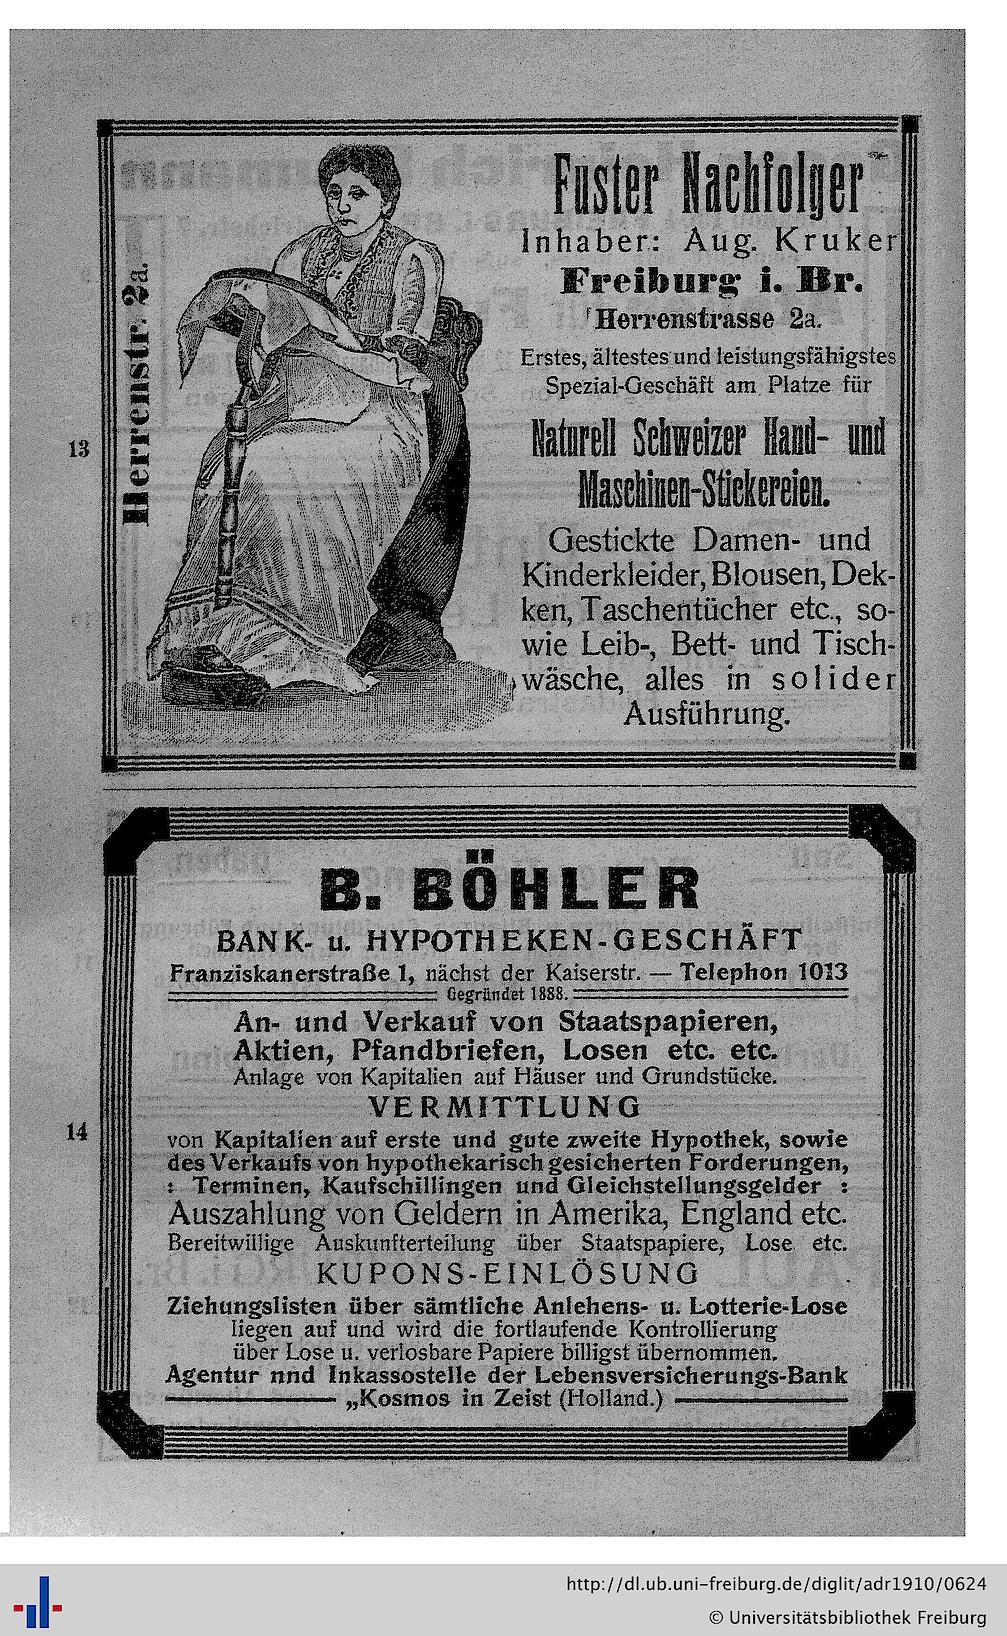 13
Herrenstr. 2a.
Fuster Nachfolger
Inhaber: Aug. Kruker
Freiburg i. Br.
Herrenstrasse 2a.
Erstes, ältestes und leistungsfähigstes
Spezial-Geschäft am Platze für
Naturell Schweizer Hand- und
Maschinen-Stickereien.
Gestickte Damen- und
Kinderkleider, Blousen, Dek-
ken, Taschentücher etc., so-
wie Leib-, Bett- und Tisch-
wäsche, alles in solider
Ausführung.
14
B. BÖHLER
BANK- u. HYPOTHEKEN-GESCHÄFT
Franziskanerstraße 1, nächst der Kaiserstr. — Telephon 1013
Gegründet 1888.
An- und Verkauf von Staatspapieren,
Aktien, Pfandbriefen, Losen etc. etc.
Anlage von Kapitalien auf Häuser und Grundstücke.
VERMITTLUNG
von Kapitalien auf erste und gute zweite Hypothek, sowie
des Verkaufs von hypothekarisch gesicherten Forderungen,
: Terminen, Kaufschillingen und Gleichstellungsgelder :
Auszahlung von Geldern in Amerika, England etc.
Bereitwillige Auskunfterteilung über Staatspapiere, Lose etc.
KUPONS-EINLÖSUNG
Ziehungslisten über sämtliche Anlehens- u. Lotterie-Lose
liegen auf und wird die fortlaufende Kontrollierung
über Lose u. verlosbare Papiere billigst übernommen.
Agentur nnd Inkassostelle der Lebensversicherungs-Bank
„Kosmos in Zeist (Holland.)
http://dl.ub.uni-freiburg.de/diglit/adr1910/0624
© Universitätsbibliothek Freiburg